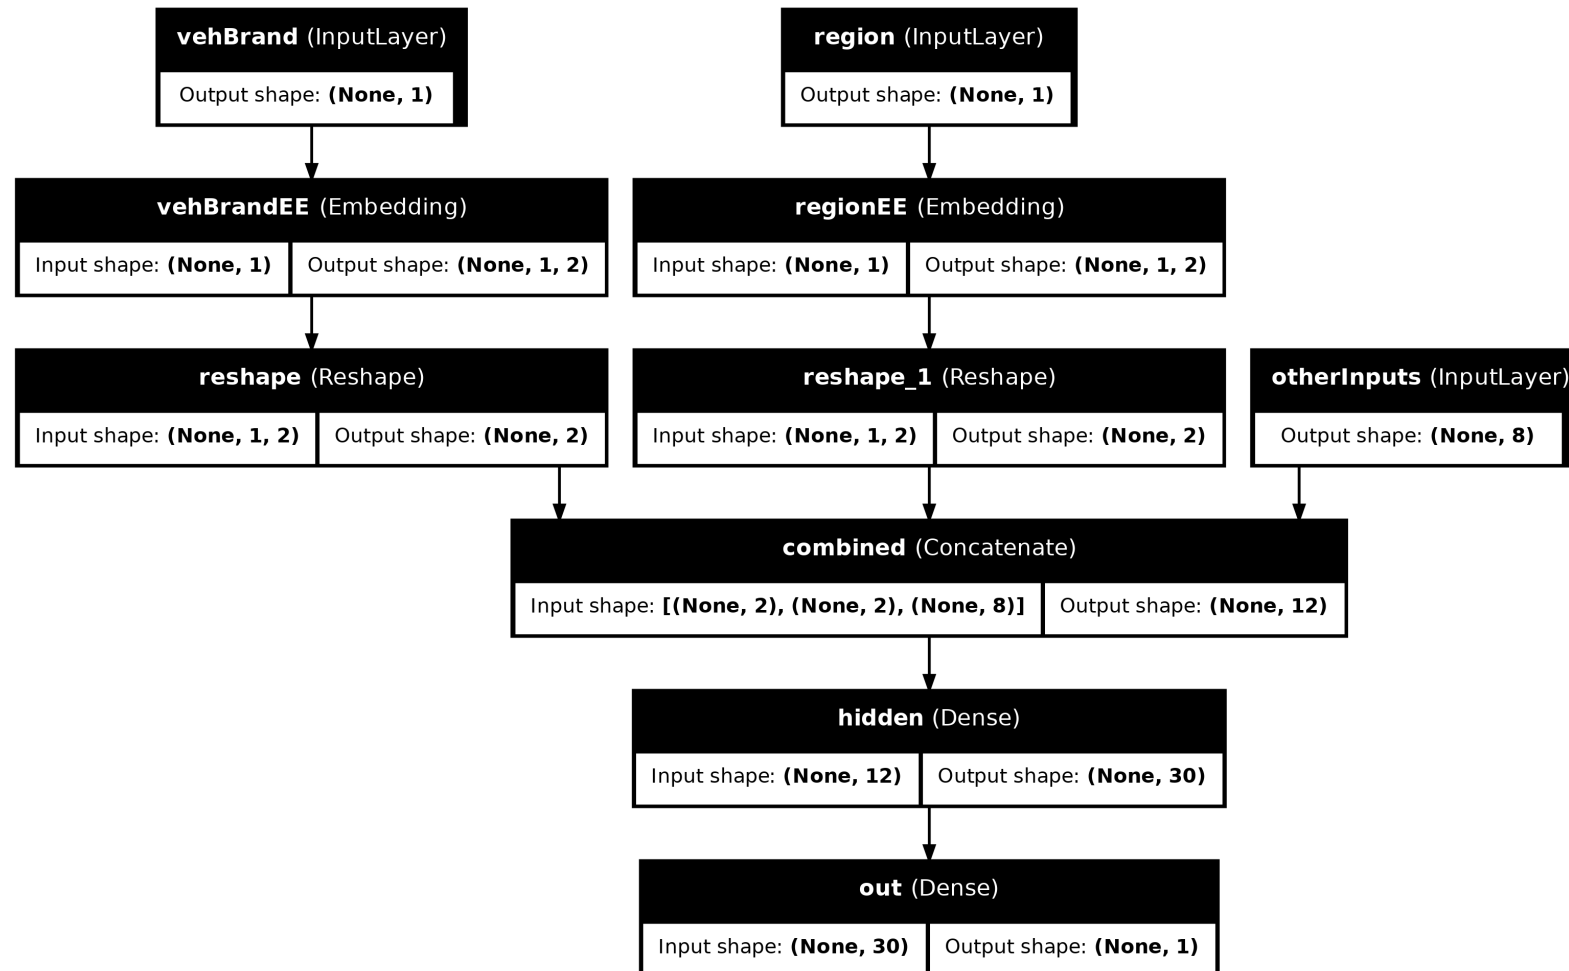 vehBrand (InputLayer)
Output shape: (None, 1)
region (InputLayer)
Output shape: (None, 1)
vehBrandEE (Embedding)
Input shape: (None, 1)
Output shape: (None, 1, 2)
regionEE (Embedding)
Input shape: (None, 1)
Output shape: (None, 1, 2)
reshape (Reshape)
Input shape: (None, 1, 2)
Output shape: (None, 2)
reshape_1 (Reshape)
Input shape: (None, 1, 2)
Output shape: (None, 2)
otherInputs (InputLayer)
Output shape: (None, 8)
combined (Concatenate)
Input shape: [(None, 2), (None, 2), (None, 8)]
Output shape: (None, 12)
hidden (Dense)
Input shape: (None, 12)
Output shape: (None, 30)
out (Dense)
Input shape: (None, 30)
Output shape: (None, 1)